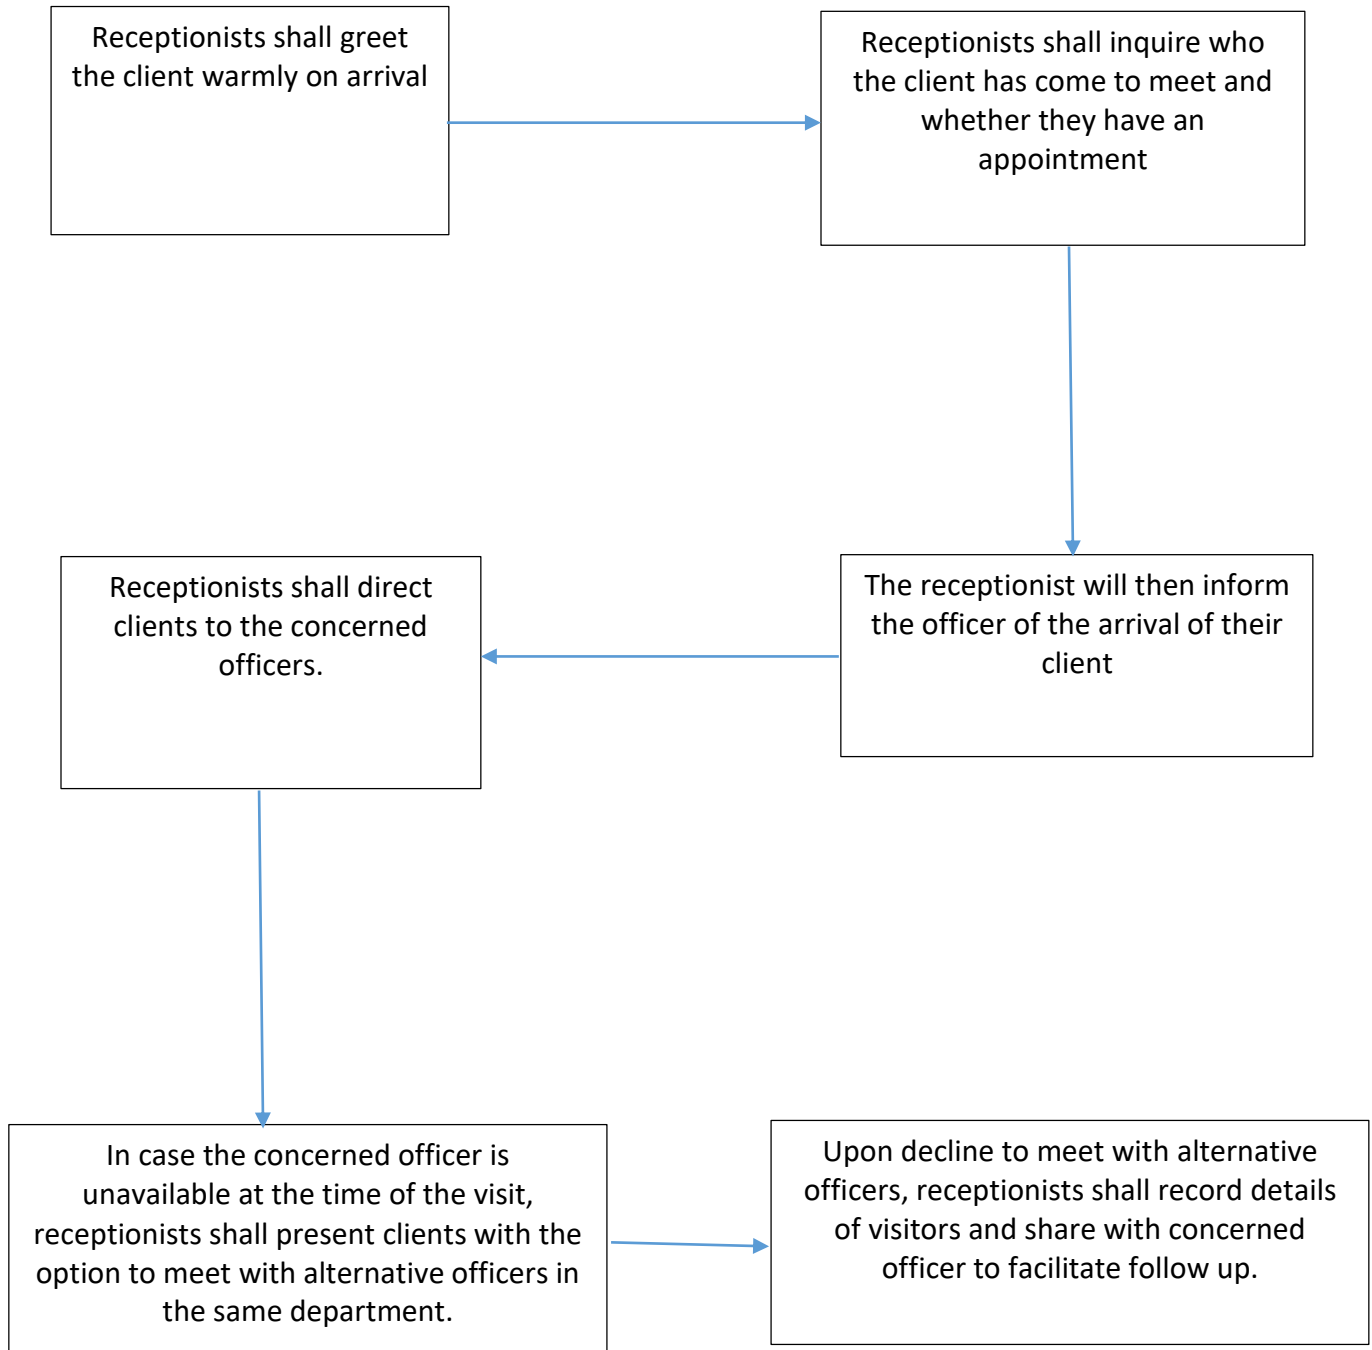 Receptionists shall greet
the client warmly on arrival
Receptionists shall inquire who
the client has come to meet and
whether they have an
appointment
The receptionist will then inform
the officer of the arrival of their
client
Receptionists shall direct
clients to the concerned
officers.
In case the concerned officer is
unavailable at the time of the visit,
receptionists shall present clients with the
option to meet with alternative officers in
the same department.
Upon decline to meet with alternative
officers, receptionists shall record details
of visitors and share with concerned
officer to facilitate follow up.